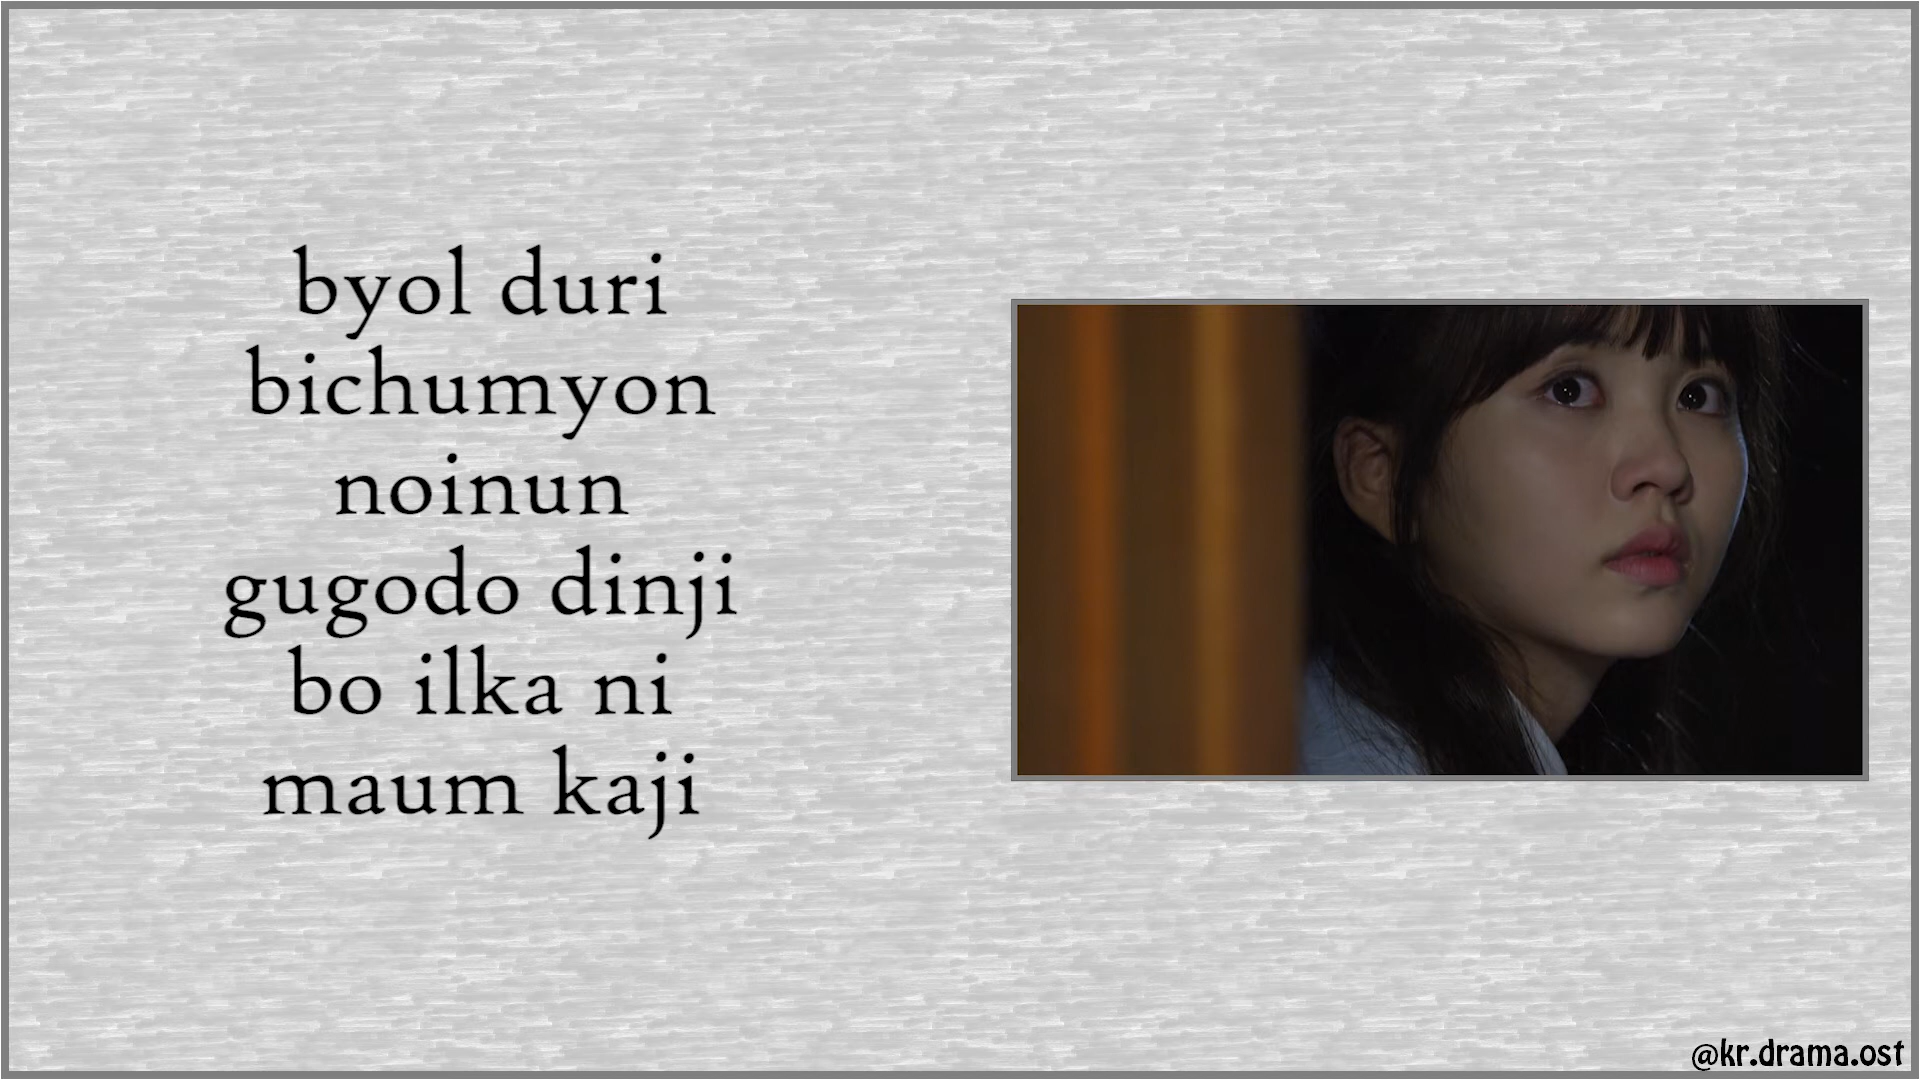 byol duri
bichumyon
noinun
gugodo dinji
bo ilka ni
maum kaji
@kr.drama.ost